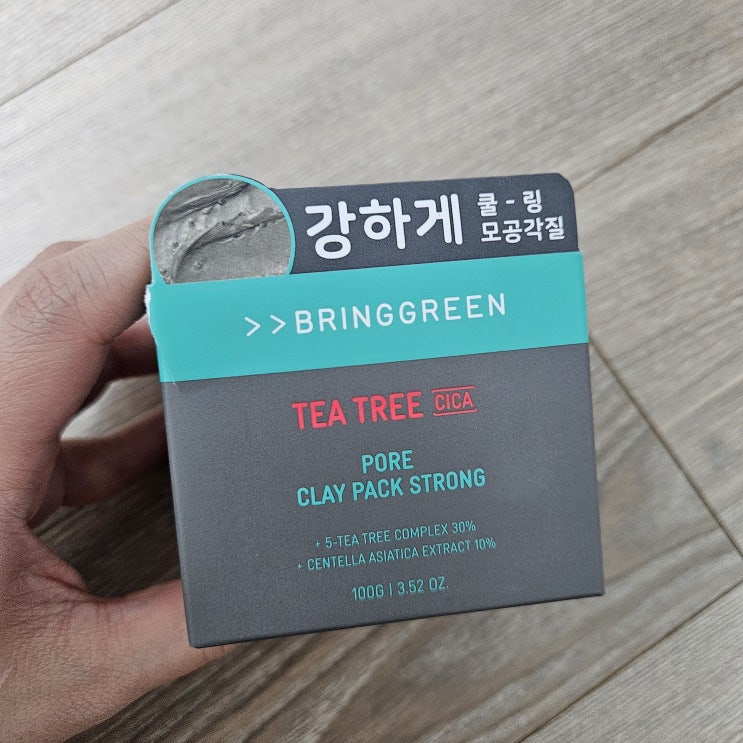 강하게
쿨 - 링
모공각질
>>BRINGGREEN
TEA TREE CICA
PORE
CLAY PACK STRONG
+ 5-TEA TREE COMPLEX 30%
+ CENTELLA ASIATICA EXTRACT 10%
100G | 3.52 OZ.